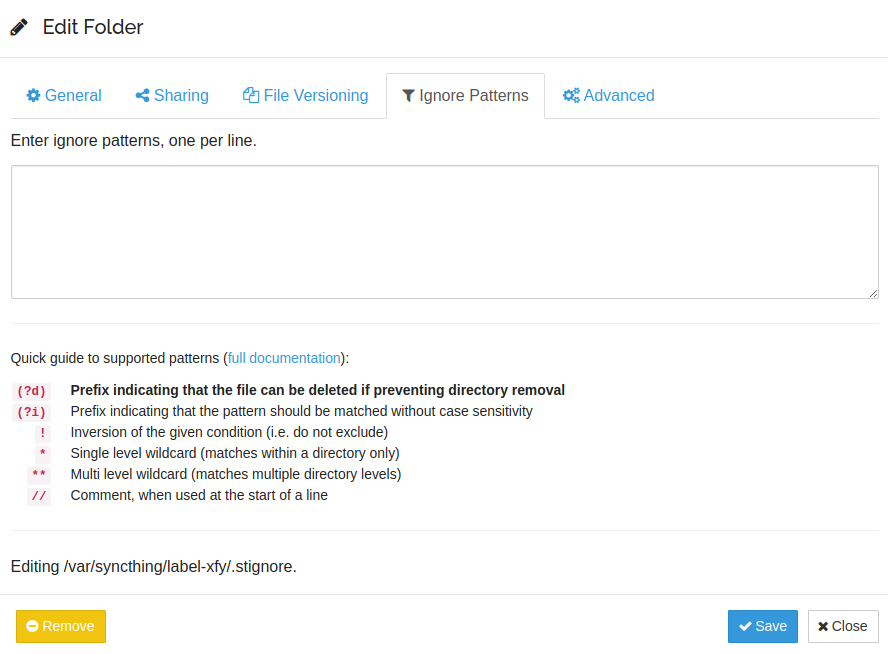 Edit Folder
General Sharing File Versioning Ignore Patterns Advanced
Enter ignore patterns, one per line.
Quick guide to supported patterns (full documentation):
(?d) Prefix indicating that the file can be deleted if preventing directory removal
(?i) Prefix indicating that the pattern should be matched without case sensitivity
! Inversion of the given condition (i.e. do not exclude)
* Single level wildcard (matches within a directory only)
** Multi level wildcard (matches multiple directory levels)
// Comment, when used at the start of a line
Editing /var/syncthing/label-xfy/.stignore.
Remove Save Close